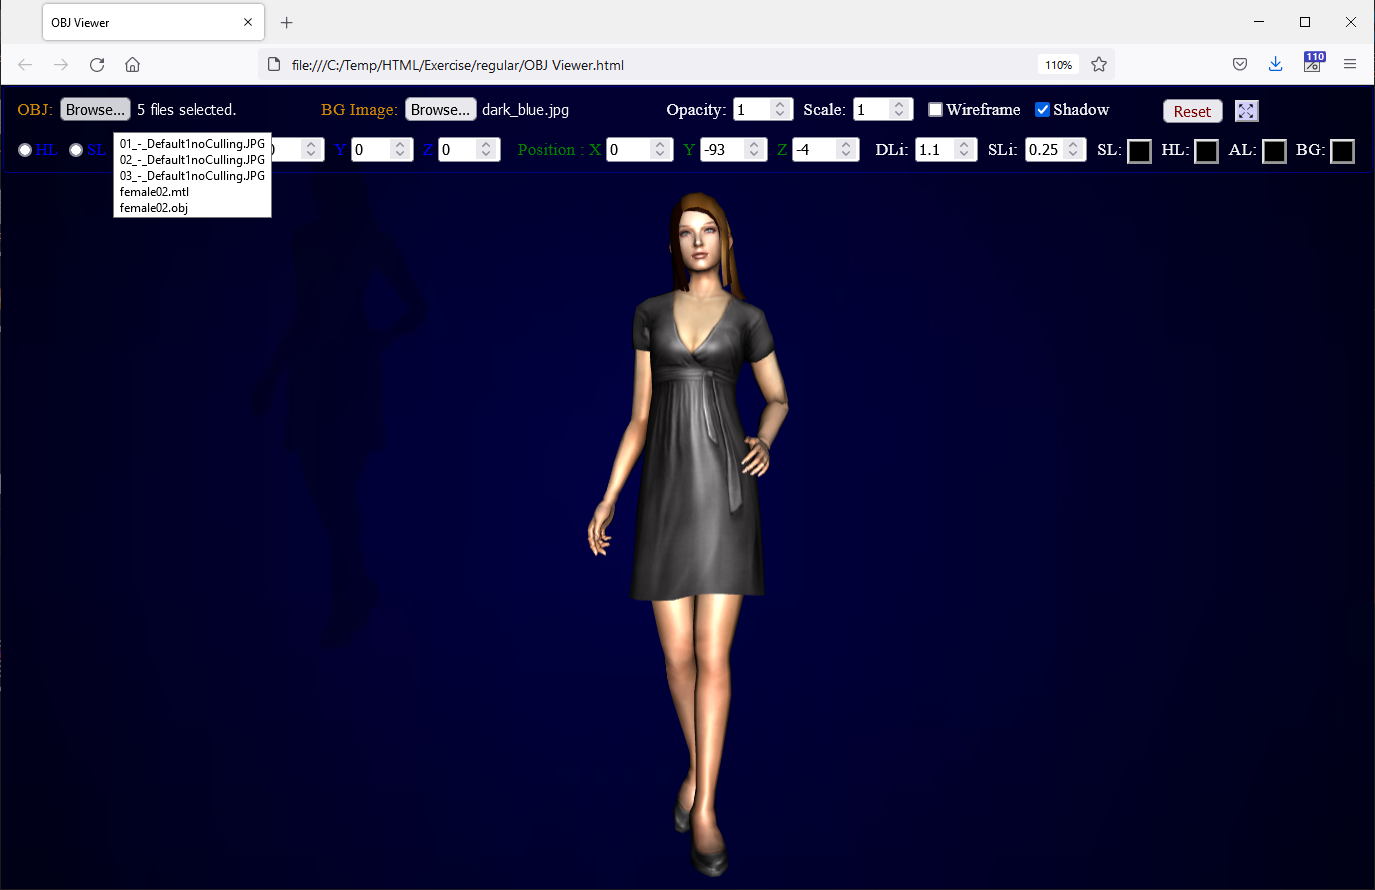 OBJ Viewer
file:///C:/Temp/HTML/Exercise/regular/OBJ Viewer.html
110%
110
OBJ: Browse... 5 files selected. BG Image: Browse... dark_blue.jpg Opacity: 1 Scale: 1 Wireframe Shadow Reset
HL SL 0 Y 0 Z 0 Position : X 0 Y -93 Z -4 DLi: 1.1 SLi: 0.25 SL: HL: AL: BG:
01_-_Default1noCulling.JPG
02_-_Default1noCulling.JPG
03_-_Default1noCulling.JPG
female02.mtl
female02.obj